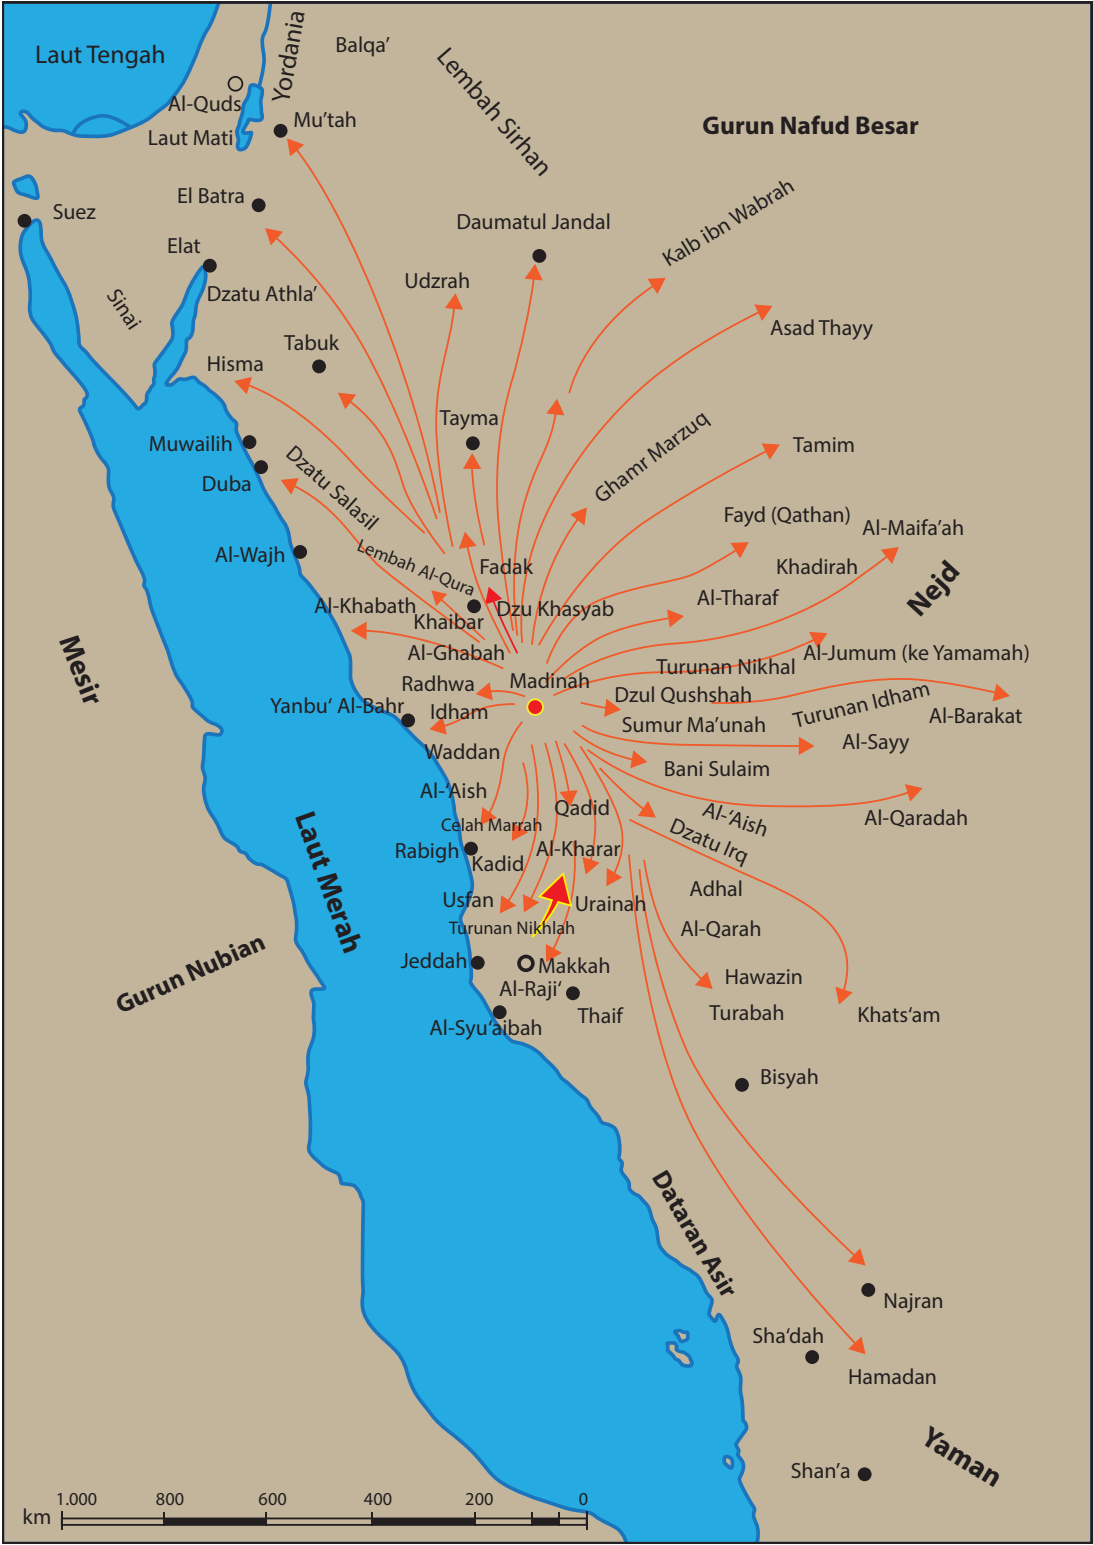 Laut Tengah
Yordania
Balqa’
Lembah Sirhan
Al-Quds
Mu’tah
Laut Mati
Gurun Nafud Besar
El Batra
Suez
Daumatul Jandal
Kalb ibn Wabrah
Elat
Udzrah
Dzatu Athla’
Sinai
Asad Thayy
Tabuk
Hisma
Tayma
Ghamr Marzuq
Muwailih
Tamim
Duba
Dzatu Salasil
Fayd (Qathan)
Al-Maifa’ah
Al-Wajh
Lembah Al-Qura
Fadak
Khadirah
Nejd
Al-Khabath
Khaibar
Dzu Khasyab
Al-Tharaf
Mesir
Al-Ghabah
Turunan Nikhal
Al-Jumum (ke Yamamah)
Radhwa
Madinah
Dzul Qushshah
Yanbu‘ Al-Bahr
Idham
Sumur Ma’unah
Turunan Idham
Al-Barakat
Waddan
Al-Sayy
Bani Sulaim
Al-‘Aish
Qadid
Al-‘Aish
Al-Qaradah
Celah Marrah
Dzatu Irq
Rabigh
Kadid
Al-Kharar
Laut Merah
Adhal
Usfan
Urainah
Turunan Nikhlah
Al-Qarah
Gurun Nubian
Jeddah
Makkah
Hawazin
Al-Raji‘
Thaif
Turabah
Khats’am
Al-Syu‘aibah
Bisyah
Dataran Asir
Najran
Sha‘dah
Hamadan
Yaman
Shan’a
1.000 800 600 400 200 0
km